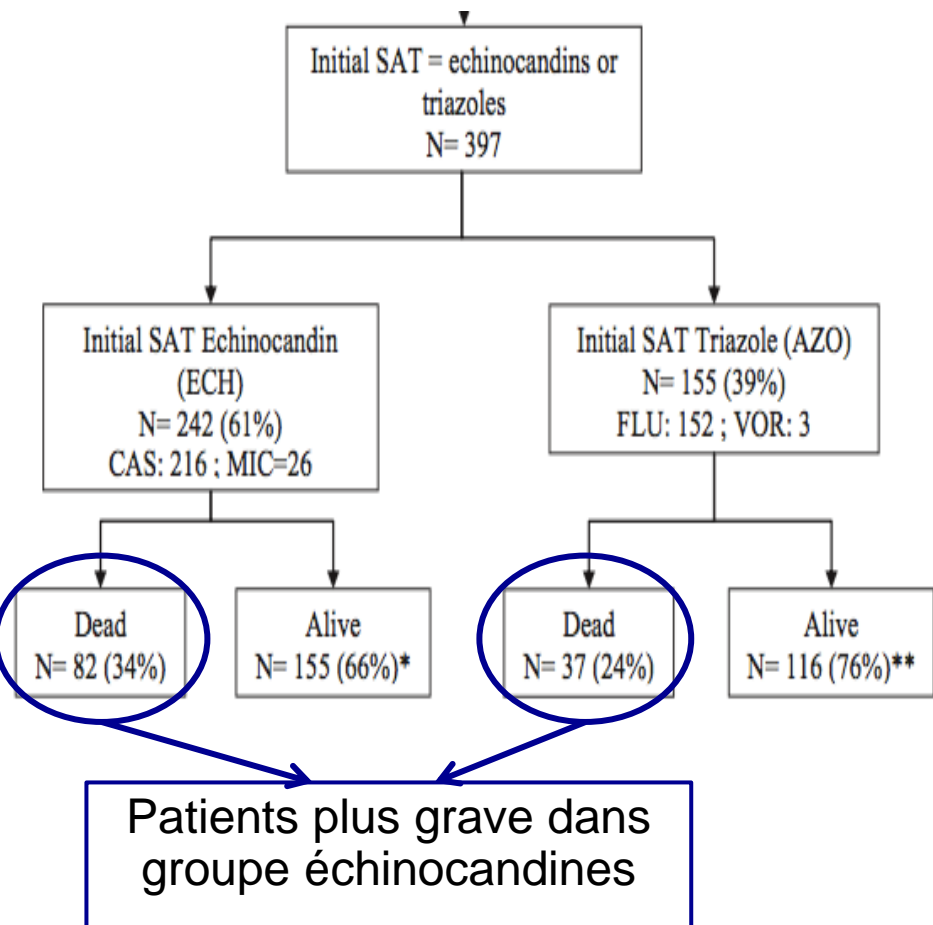 Initial SAT = echinocandins or
triazoles
N= 397
Initial SAT Echinocandin
(ECH)
N= 242 (61%)
CAS: 216 ; MIC=26
Initial SAT Triazole (AZO)
N= 155 (39%)
FLU: 152 ; VOR: 3
Dead
N= 82 (34%)
Alive
N= 155 (66%)*
Dead
N= 37 (24%)
Alive
N= 116 (76%)**
Patients plus grave dans
groupe échinocandines